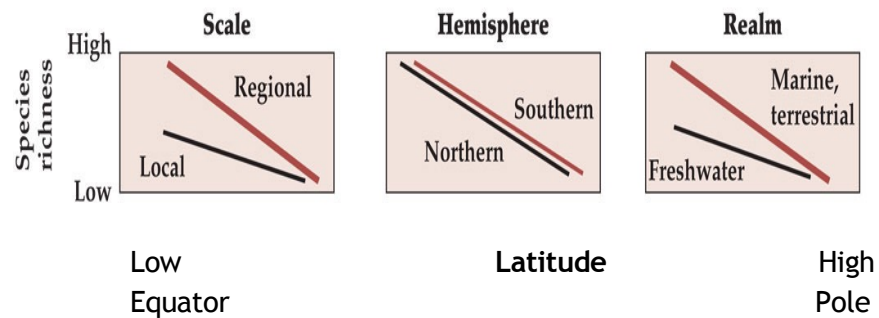 Scale
Hemisphere
Realm
Species
richness
High
Low
Regional
Local
Southern
Northern
Marine,
terrestrial
Freshwater
Low Latitude High
Equator Pole